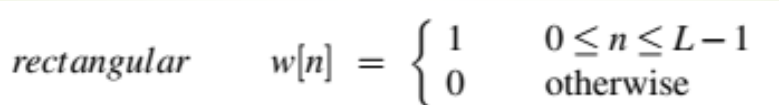 rectangular w[n] = { 1 0 ≤ n ≤ L – 1
0 otherwise